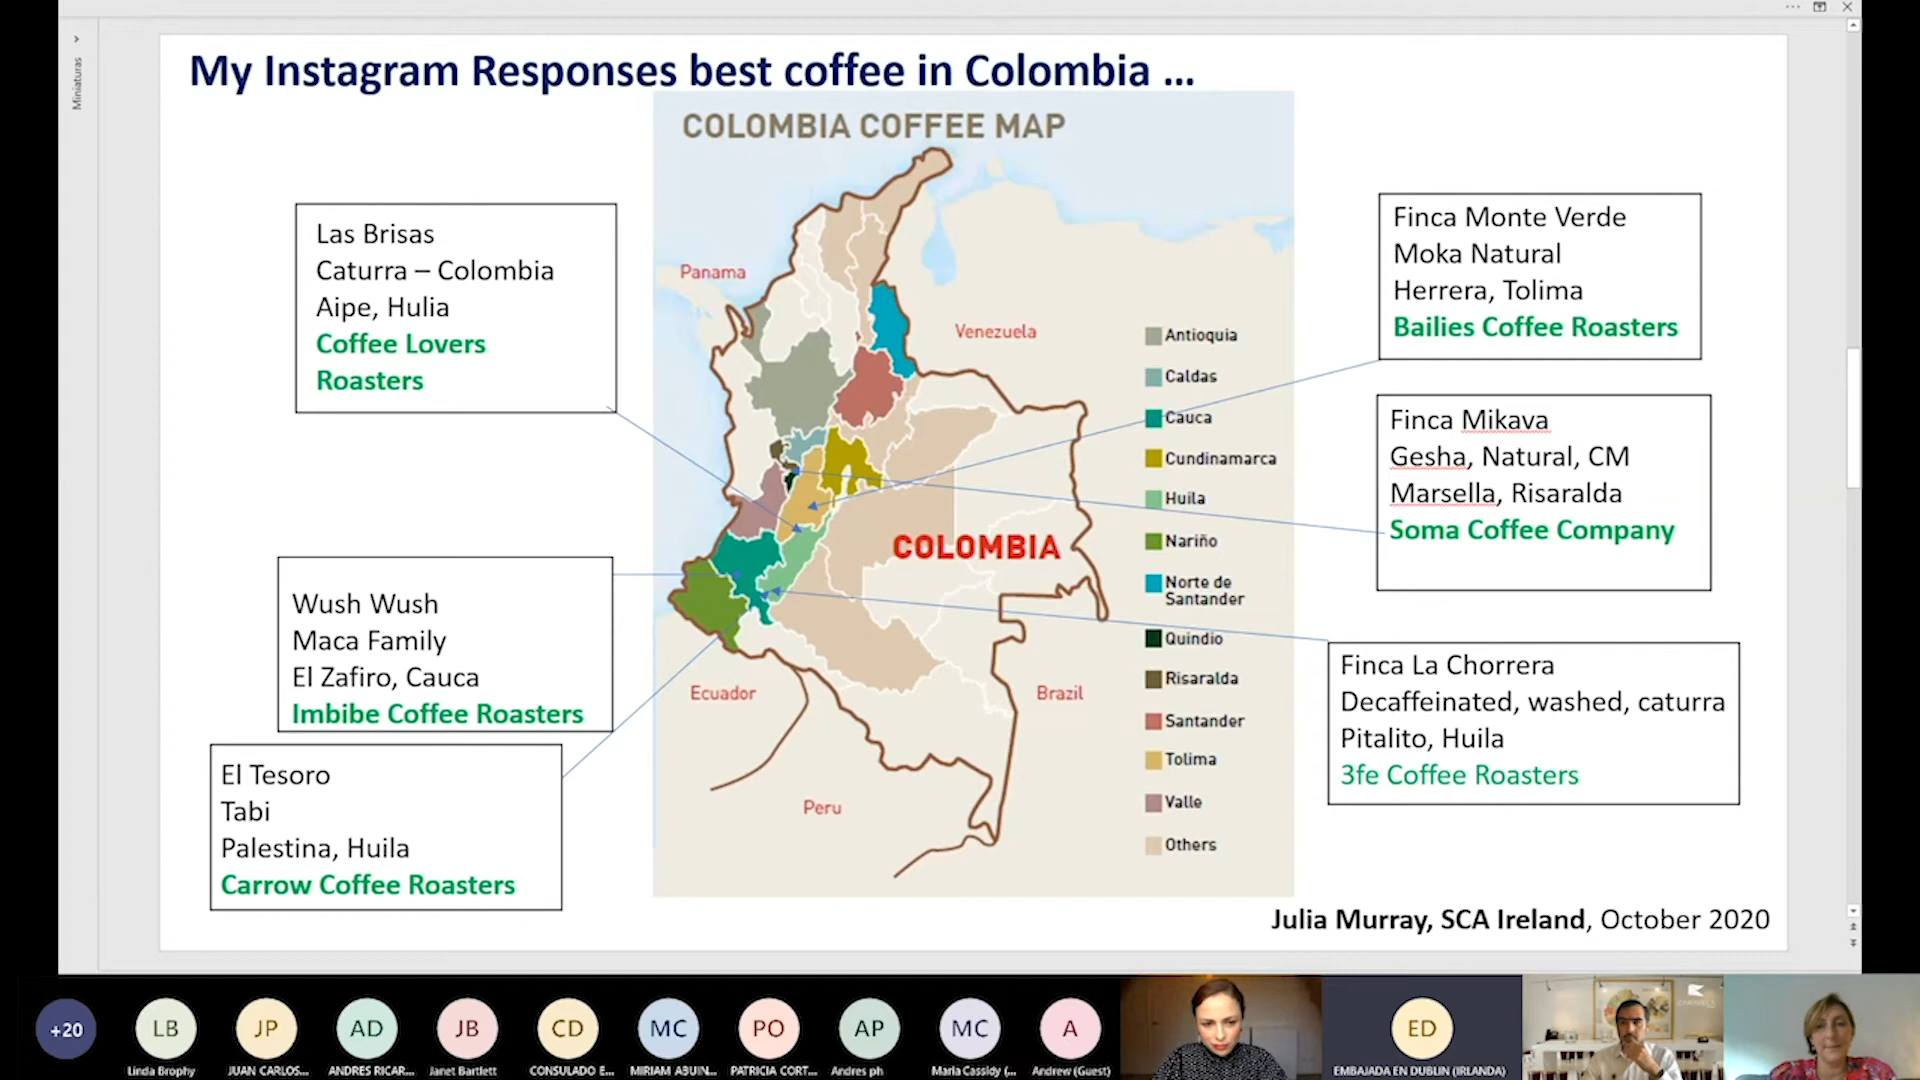 Miniaturas
My Instagram Responses best coffee in Colombia ...
COLOMBIA COFFEE MAP
Las Brisas
Caturra – Colombia
Aipe, Hulia
Coffee Lovers
Roasters
Wush Wush
Maca Family
El Zafiro, Cauca
Imbibe Coffee Roasters
El Tesoro
Tabi
Palestina, Huila
Carrow Coffee Roasters
Panama
Venezuela
COLOMBIA
Ecuador
Brazil
Peru
Antioquia
Caldas
Cauca
Cundinamarca
Huila
Nariño
Norte de
Santander
Quindio
Risaralda
Santander
Tolima
Valle
Others
Finca Monte Verde
Moka Natural
Herrera, Tolima
Bailies Coffee Roasters
Finca Mikava
Gesha, Natural, CM
Marsella, Risaralda
Soma Coffee Company
Finca La Chorrera
Decaffeinated, washed, caturra
Pitalito, Huila
3fe Coffee Roasters
Julia Murray, SCA Ireland, October 2020
+20
LB
Linda Brophy
JP
JUAN CARLOS...
AD
ANDRES RICAR...
JB
Janet Bartlett
CD
CONSULADO E...
MC
MIRIAM ABUIN...
PO
PATRICIA CORT...
AP
Andres ph
MC
Maria Cassidy (...
A
Andrew (Guest)
ED
EMBAJADA EN DUBLIN (IRLANDA)